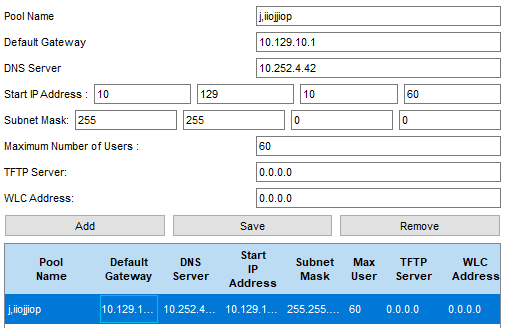 Pool Name j,iiojjiop
Default Gateway 10.129.10.1
DNS Server 10.252.4.42
Start IP Address : 10 129 10 60
Subnet Mask: 255 255 0 0
Maximum Number of Users : 60
TFTP Server: 0.0.0.0
WLC Address: 0.0.0.0
Add Save Remove
Pool Name Default Gateway DNS Server Start IP Address Subnet Mask Max User TFTP Server WLC Address
j,iiojjiop 10.129.1... 10.252.4... 10.129.1... 255.255.... 60 0.0.0.0 0.0.0.0